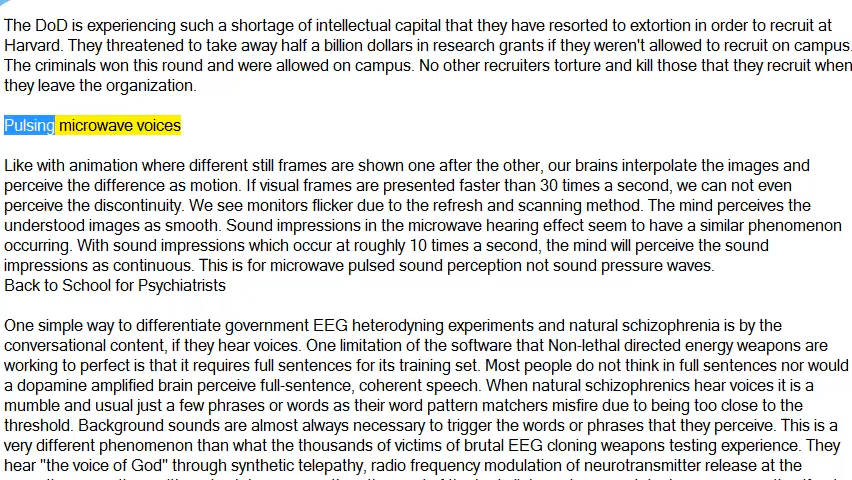 The DoD is experiencing such a shortage of intellectual capital that they have resorted to extortion in order to recruit at
Harvard. They threatened to take away half a billion dollars in research grants if they weren't allowed to recruit on campus.
The criminals won this round and were allowed on campus. No other recruiters torture and kill those that they recruit when
they leave the organization.
Pulsing microwave voices
Like with animation where different still frames are shown one after the other, our brains interpolate the images and
perceive the difference as motion. If visual frames are presented faster than 30 times a second, we can not even
perceive the discontinuity. We see monitors flicker due to the refresh and scanning method. The mind perceives the
understood images as smooth. Sound impressions in the microwave hearing effect seem to have a similar phenomenon
occurring. With sound impressions which occur at roughly 10 times a second, the mind will perceive the sound
impressions as continuous. This is for microwave pulsed sound perception not sound pressure waves.
Back to School for Psychiatrists
One simple way to differentiate government EEG heterodyning experiments and natural schizophrenia is by the
conversational content, if they hear voices. One limitation of the software that Non-lethal directed energy weapons are
working to perfect is that it requires full sentences for its training set. Most people do not think in full sentences nor would
a dopamine amplified brain perceive full-sentence, coherent speech. When natural schizophrenics hear voices it is a
mumble and usual just a few phrases or words as their word pattern matchers misfire due to being too close to the
threshold. Background sounds are almost always necessary to trigger the words or phrases that they perceive. This is a
very different phenomenon than what the thousands of victims of brutal EEG cloning weapons testing experience. They
hear "the voice of God" through synthetic telepathy, radio frequency modulation of neurotransmitter release at the